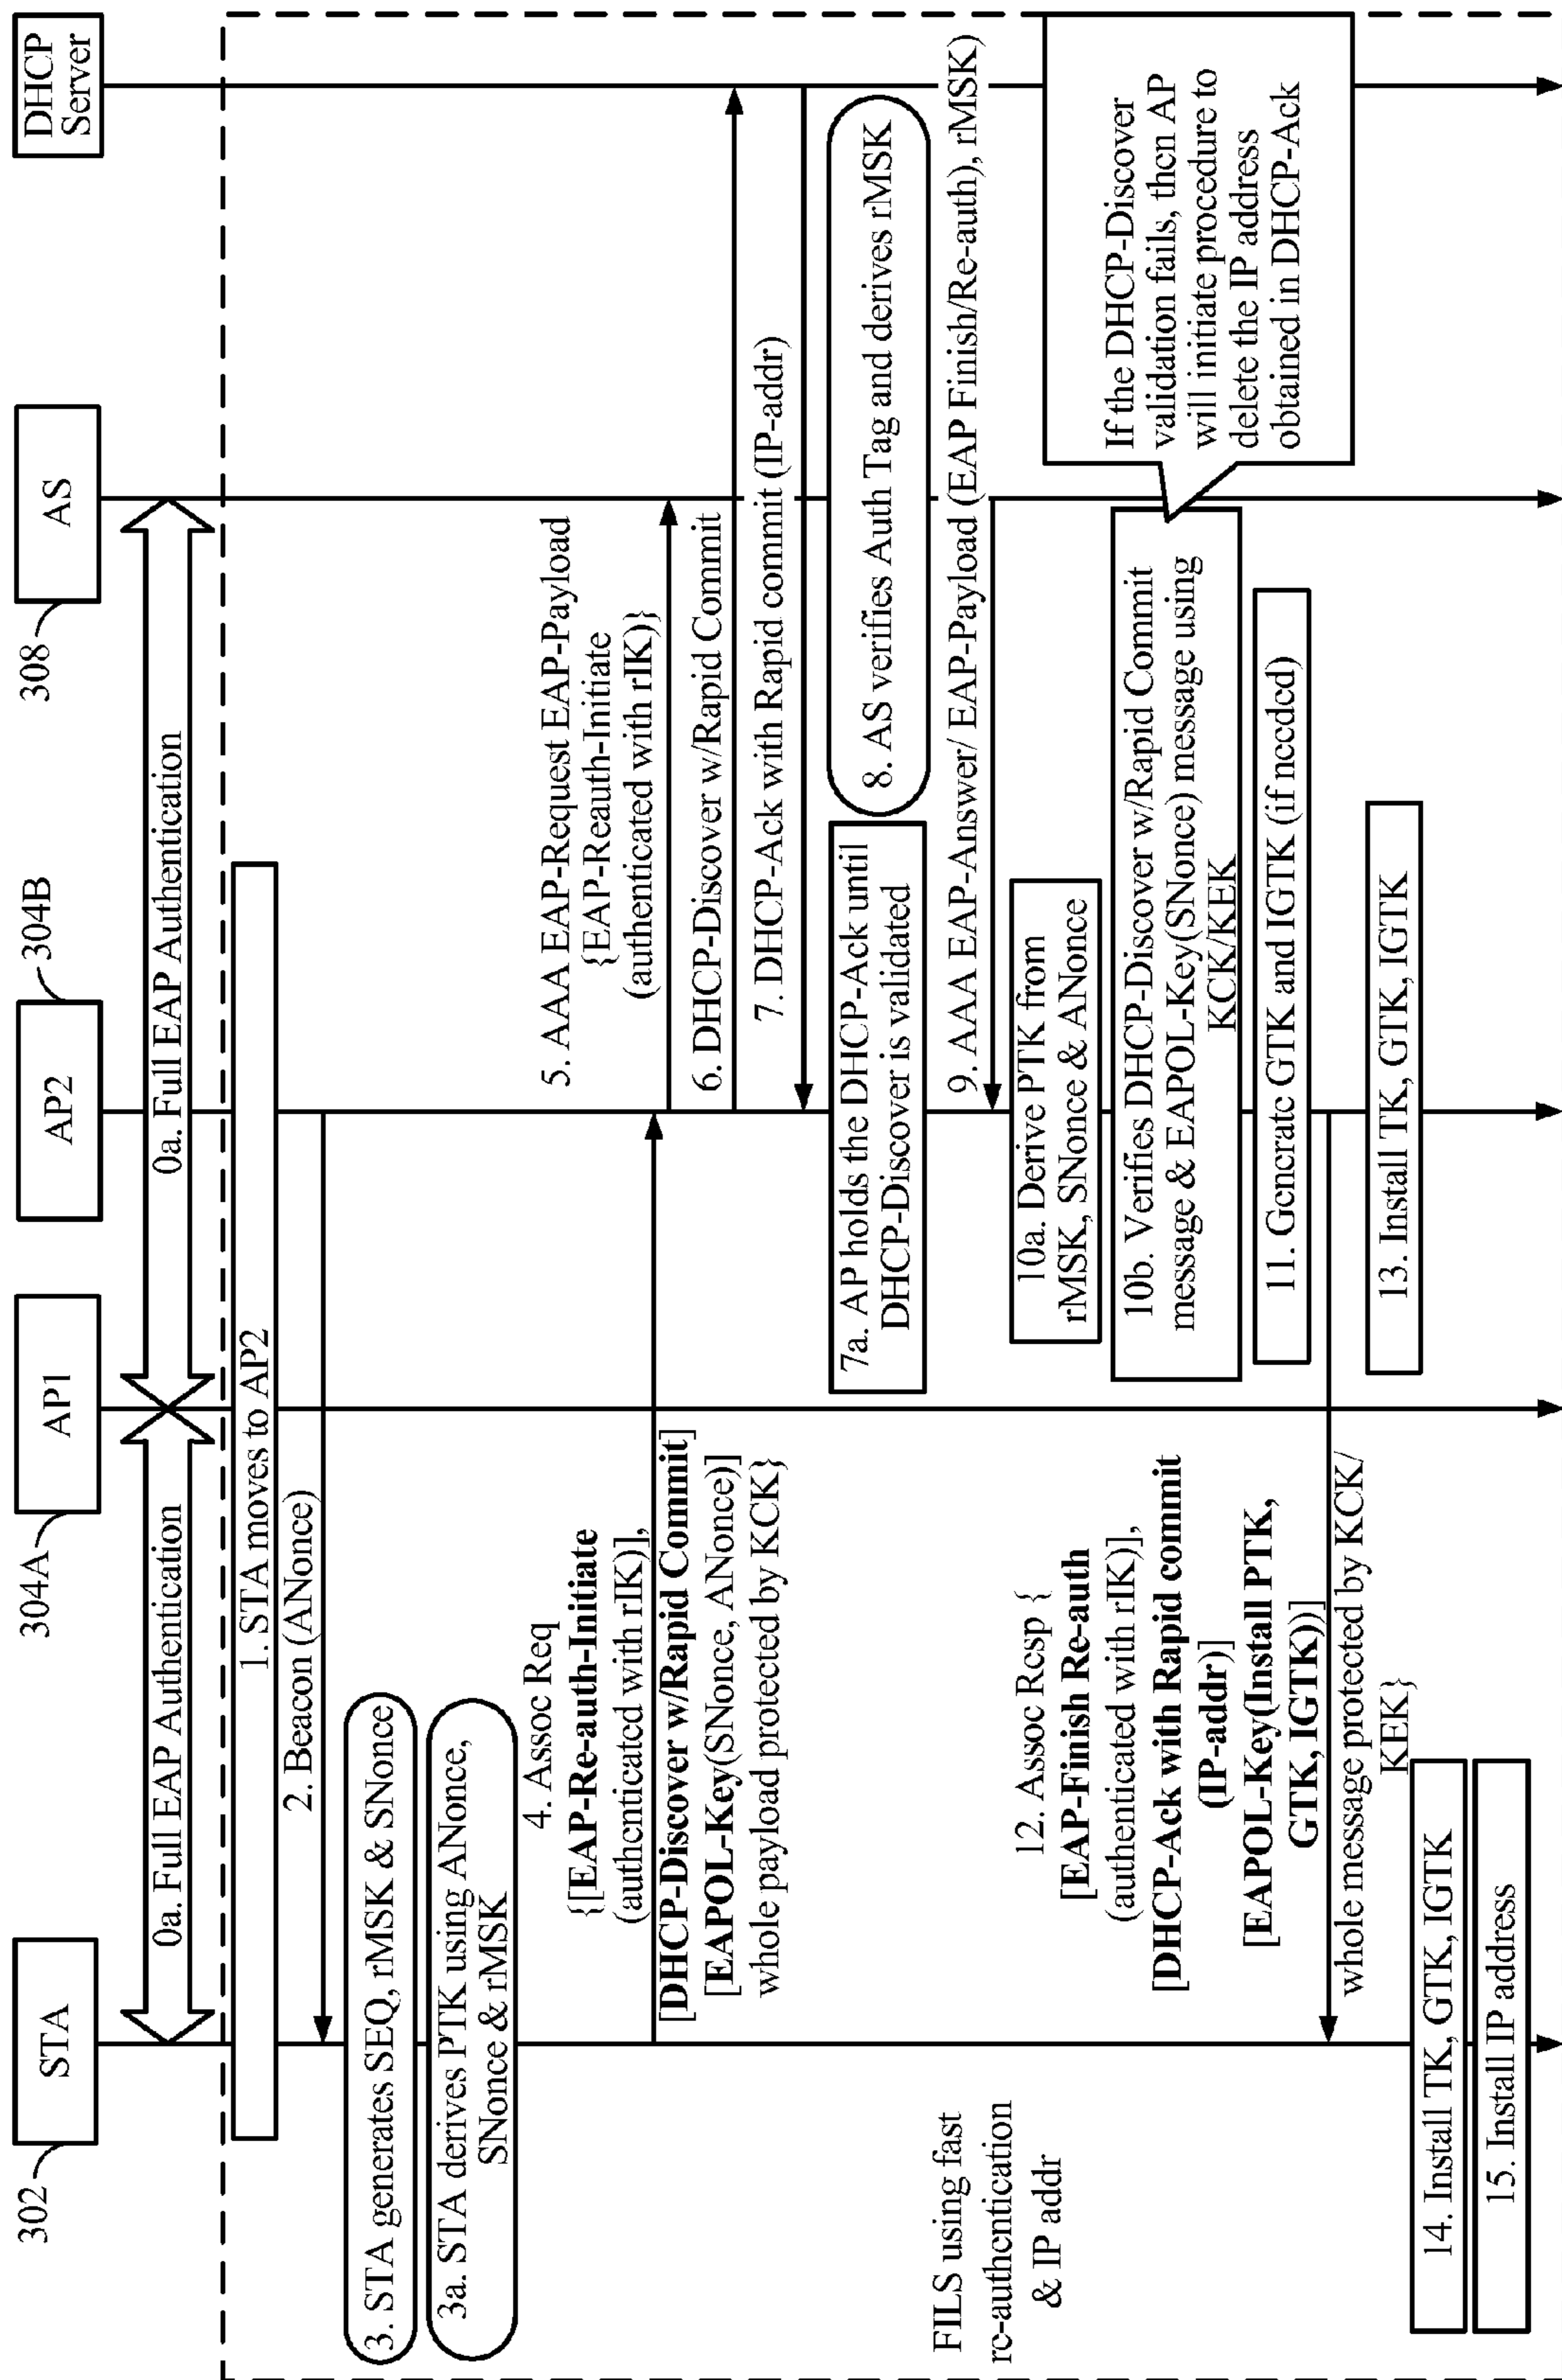 302
STA
304A
AP1
AP2
304B
308
AS
DHCP
Server
0a. Full EAP Authentication
0a. Full EAP Authentication
1. STA moves to AP2
2. Beacon (ANonce)
3. STA generates SEQ, rMSK & SNonce
3a. STA derives PTK using ANonce,
SNonce & rMSK
4. Assoc Req
{[EAP-Re-auth-Initiate
(authenticated with rIK)],
[DHCP-Discover w/Rapid Commit]
[EAPOL-Key(SNonce, ANonce)]
whole payload protected by KCK}
5. AAA EAP-Request EAP-Payload
{EAP-Reauth-Initiate
(authenticated with rIK)}
6. DHCP-Discover w/Rapid Commit
7. DHCP-Ack with Rapid commit (IP-addr)
7a. AP holds the DHCP-Ack until
DHCP-Discover is validated
8. AS verifies Auth Tag and derives rMSK
9. AAA EAP-Answer/ EAP-Payload (EAP Finish/Re-auth), rMSK)
10a. Derive PTK from
rMSK, SNonce & ANonce
10b. Verifies DHCP-Discover w/Rapid Commit
message & EAPOL-Key(SNonce) message using
KCK/KEK
If the DHCP-Discover
validation fails, then AP
will initiate procedure to
delete the IP address
obtained in DHCP-Ack
11. Generate GTK and IGTK (if needed)
FILS using fast
re-authentication
& IP addr
12. Assoc Resp {
[EAP-Finish Re-auth
(authenticated with rIK)],
[DHCP-Ack with Rapid commit
(IP-addr)]
[EAPOL-Key(Install PTK,
GTK, IGTK)]
whole message protected by KCK/
KEK}
13. Install TK, GTK, IGTK
14. Install TK, GTK, IGTK
15. Install IP address